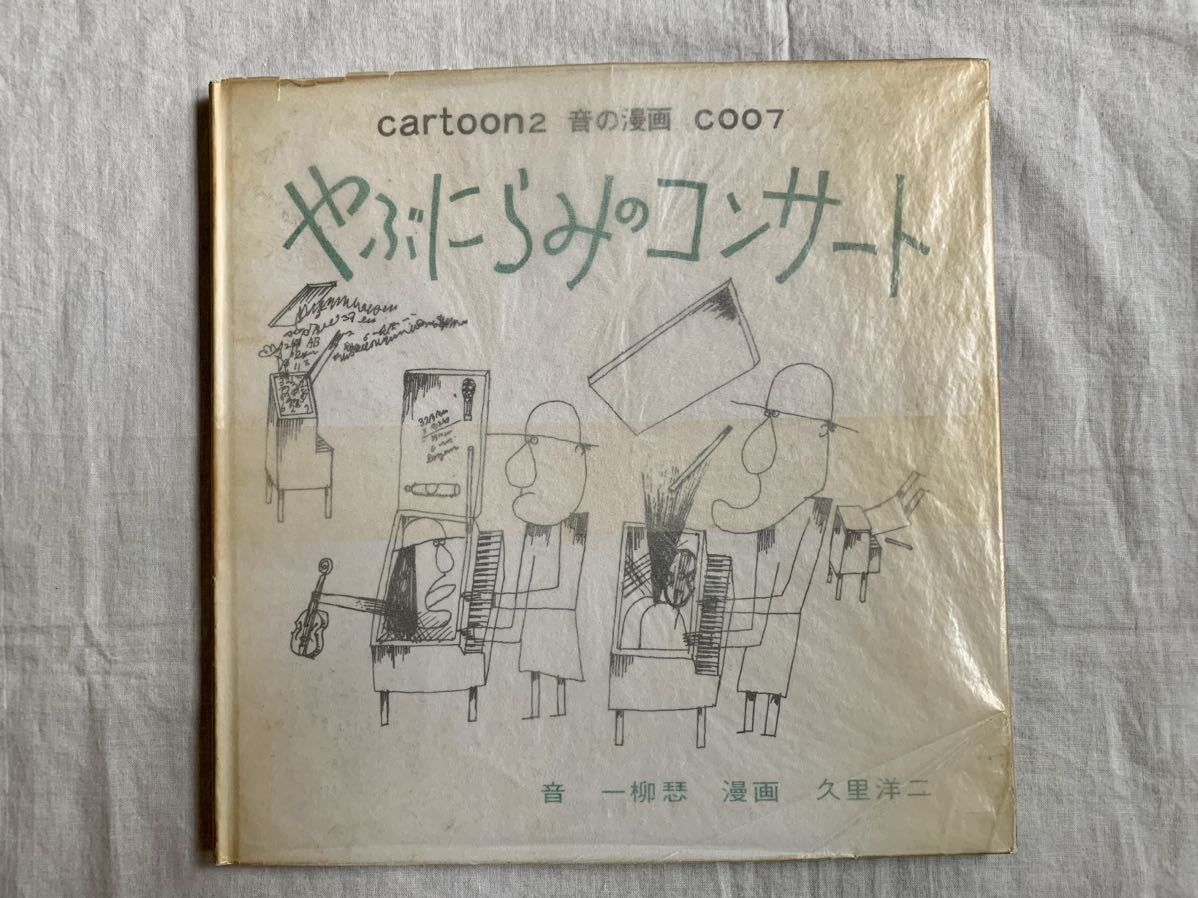 cartoon2 音の漫画 COO7
やぶにらみのコンサート
音 一柳慧 漫画 久里洋二